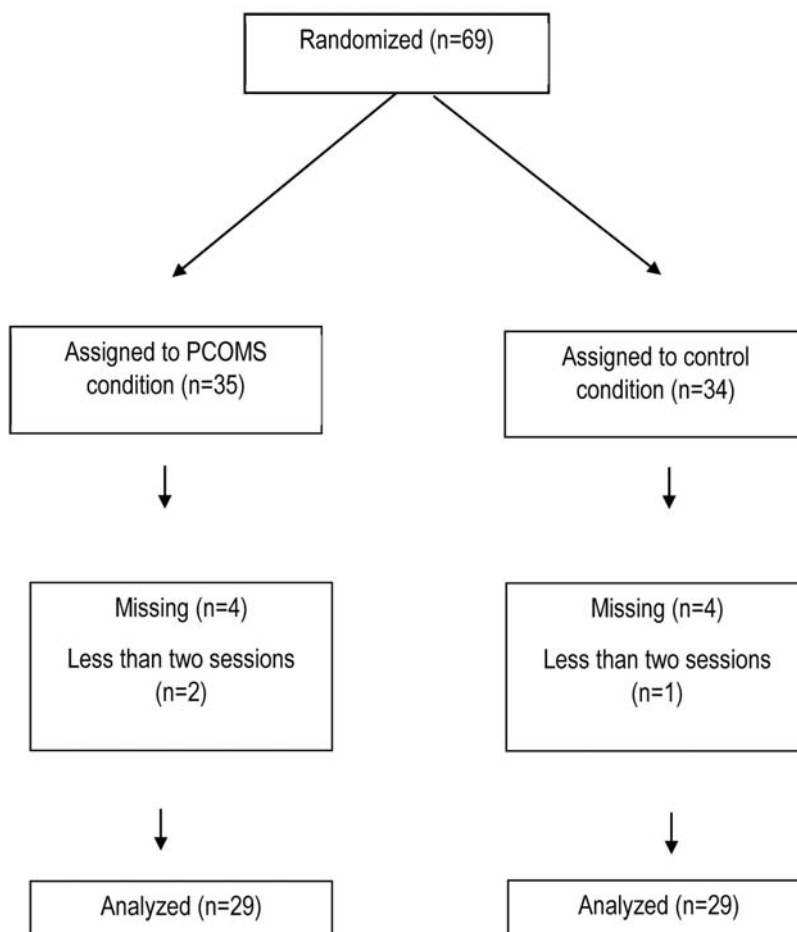 Randomized (n=69)
Assigned to PCOMS
condition (n=35)
Assigned to control
condition (n=34)
Missing (n=4)
Less than two sessions
(n=2)
Missing (n=4)
Less than two sessions
(n=1)
Analyzed (n=29)
Analyzed (n=29)